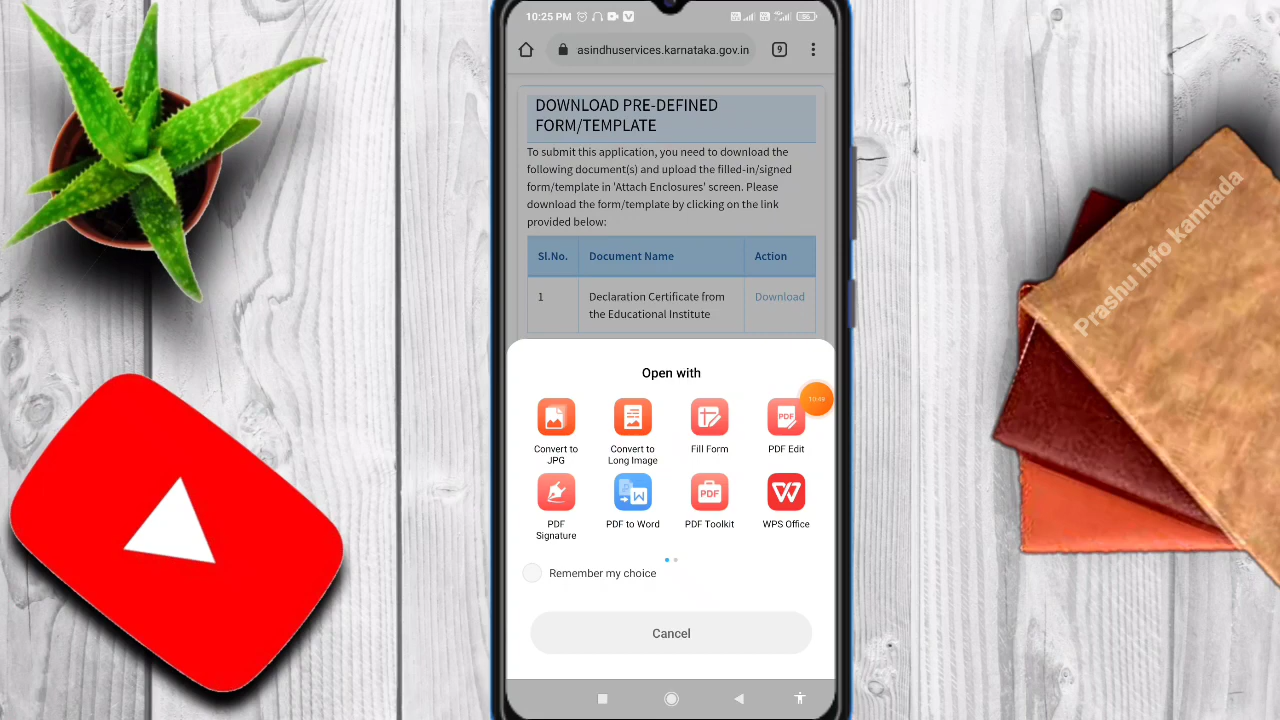 10:25 PM
asindhuservices.karnataka.gov.in
9
DOWNLOAD PRE-DEFINED
FORM/TEMPLATE
To submit this application, you need to download the
following document(s) and upload the filled-in/signed
form/template in 'Attach Enclosures' screen. Please
download the form/template by clicking on the link
provided below:
Sl.No. Document Name Action
1 Declaration Certificate from Download
the Educational Institute
Open with
PDF
Convert to
JPG
Convert to
Long Image
Fill Form
PDF Edit
PDF
PDF
Signature
PDF to Word
PDF Toolkit
WPS Office
Remember my choice
Cancel
Prashu info kannada